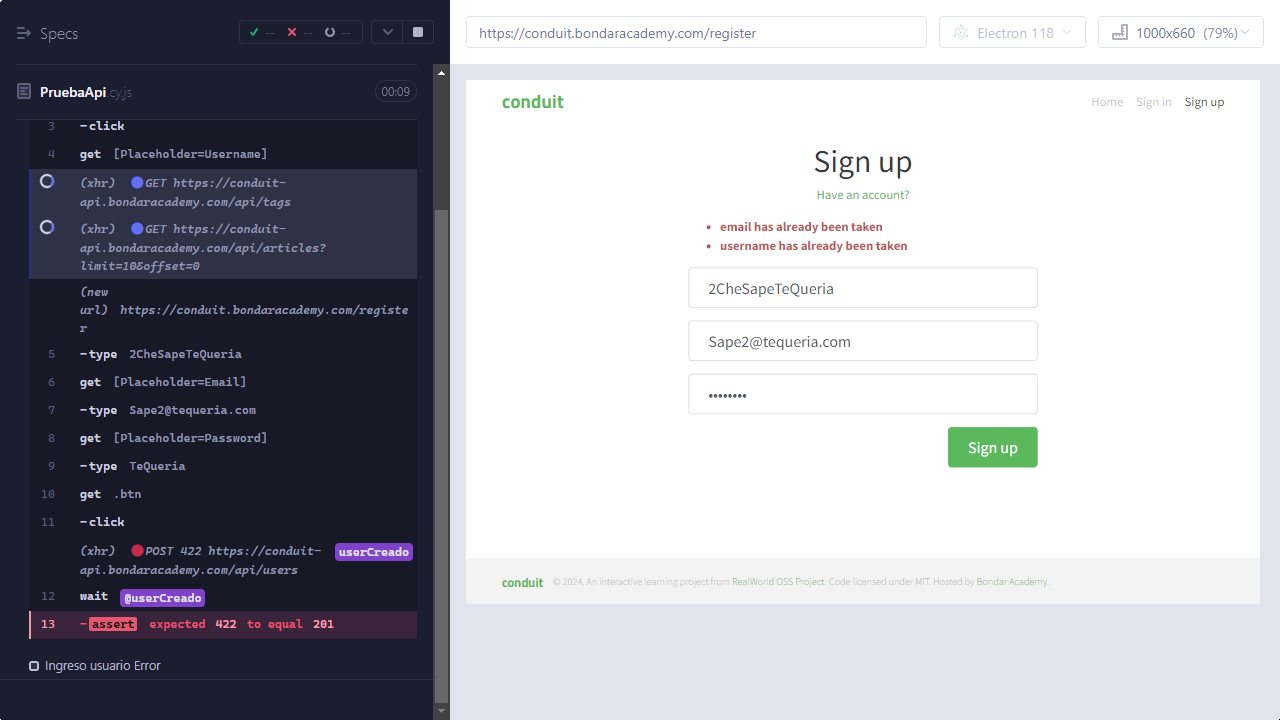 Specs
-- -- --
PruebaApi.cy.js
00:09
3 -click
4 get [Placeholder=Username]
(xhr) GET https://conduit-
api.bondaracademy.com/api/tags
(xhr) GET https://conduit-
api.bondaracademy.com/api/articles?
limit=10&offset=0
(new
url) https://conduit.bondaracademy.com/registe
r
5 -type 2CheSapeTeQueria
6 get [Placeholder=Email]
7 -type Sape2@tequeria.com
8 get [Placeholder=Password]
9 -type TeQueria
10 get .btn
11 -click
(xhr) POST 422 https://conduit- userCreado
api.bondaracademy.com/api/users
12 wait @userCreado
13 -assert expected 422 to equal 201
Ingreso usuario Error
https://conduit.bondaracademy.com/register
Electron 118
1000x660 (79%)
conduit
Home Sign in Sign up
Sign up
Have an account?
• email has already been taken
• username has already been taken
2CheSapeTeQueria
Sape2@tequeria.com
••••••••
Sign up
conduit © 2024. An interactive learning project from RealWorld OSS Project. Code licensed under MIT. Hosted by Bondar Academy.